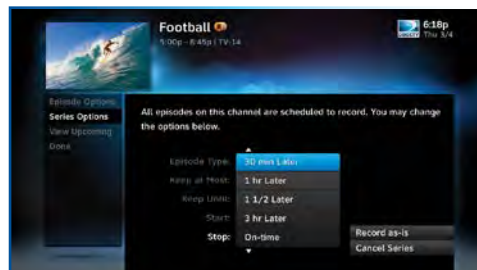 Football
6:18p
5:00p - 8:45p | TV-14
DIRECTV
Thu 3/4
Episode Options
Series Options
View Upcoming
Done
All episodes on this channel are scheduled to record. You may change
the options below.
Episode Type: 30 min Later
Keep at Most: 1 hr Later
Keep Until: 1 1/2 Later
Start: 3 hr Later
Stop: On-time
Record as-is
Cancel Series